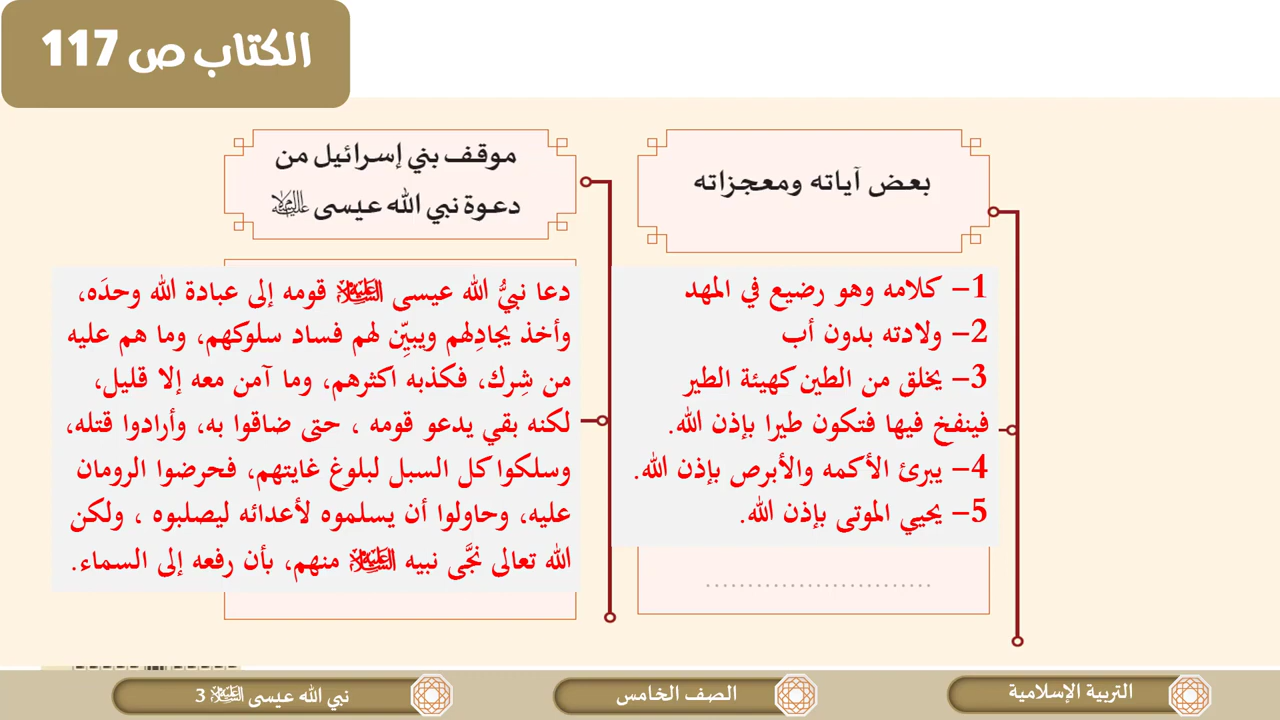 الكتاب ص 117
بعض آياته ومعجزاته
1- كلامه وهو رضيع في المهد
2- ولادته بدون أب
3- يخلق من الطين كهيئة الطير
فينفخ فيها فتكون طيرا بإذن الله.
4- يبرئ الأكمه والأبرص بإذن الله.
5- يحيي الموتى بإذن الله.
موقف بني إسرائيل من
دعوة نبي الله عيسى عليه السلام
دعا نبيُّ الله عيسى عليه السلام قومه إلى عبادة الله وحدَه،
وأخذ يجادِلهم ويبيِّن لهم فساد سلوكهم، وما هم عليه
من شِرك، فكذبه اكثرهم، وما آمن معه إلا قليل،
لكنه بقي يدعو قومه ، حتى ضاقوا به، وأرادوا قتله،
وسلكوا كل السبل لبلوغ غايتهم، فحرضوا الرومان
عليه، وحاولوا أن يسلموه لأعدائه ليصلبوه ، ولكن
الله تعالى نجَّى نبيه عليه السلام منهم، بأن رفعه إلى السماء.
التربية الإسلامية
الصف الخامس
نبي الله عيسى عليه السلام 3